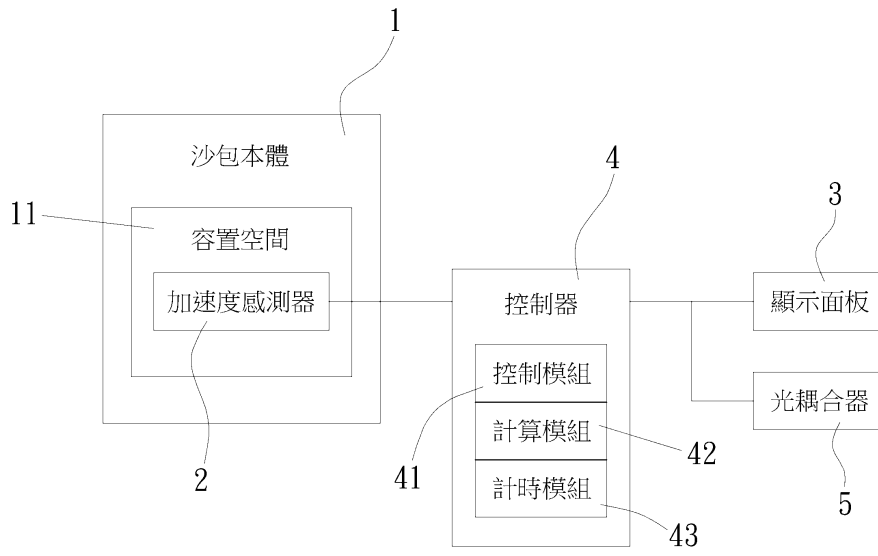 1
沙包本體
11
容置空間
加速度感測器
2
4
控制器
控制模組
41
計算模組
42
計時模組
43
3
顯示面板
光耦合器
5